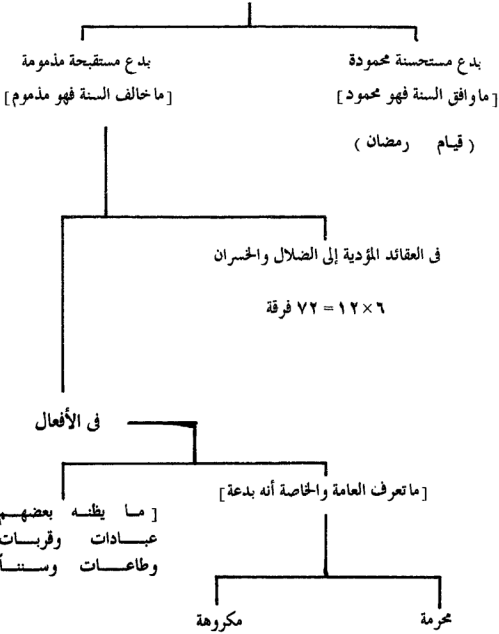 بدع مستحسنة محمودة
[ما وافق السنة فهو محمود]
( قيام رمضان )
بدع مستقبحة مذمومة
[ما خالف السنة فهو مذموم]
فى العقائد المؤدية إلى الضلال والخسران
٦×١٢ = ٧٢ فرقة
فى الأفعال
[ما تعرف العامة والخاصة أنه بدعة]
[ ما يظنه بعضهم
عبادات وقربات
وطاعات وسننا
محرمة
مكروهة